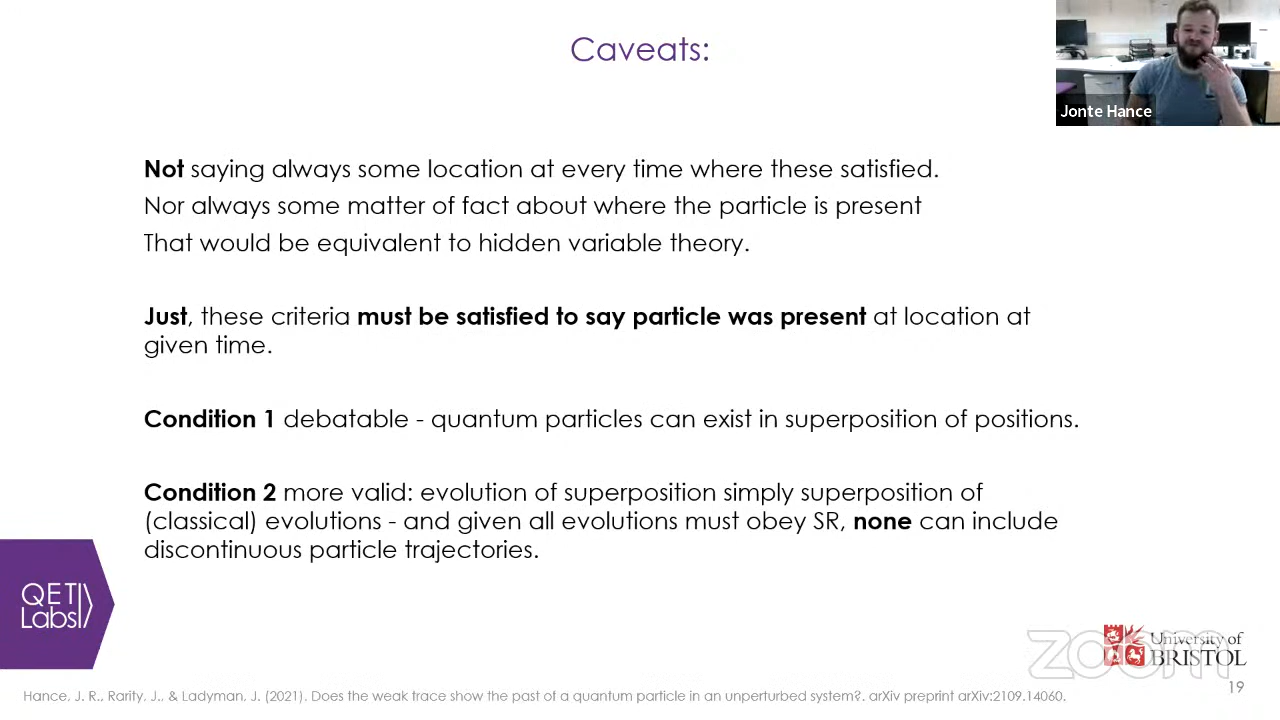 Caveats:
Jonte Hance
Not saying always some location at every time where these satisfied.
Nor always some matter of fact about where the particle is present
That would be equivalent to hidden variable theory.
Just, these criteria must be satisfied to say particle was present at location at
given time.
Condition 1 debatable - quantum particles can exist in superposition of positions.
Condition 2 more valid: evolution of superposition simply superposition of
(classical) evolutions - and given all evolutions must obey SR, none can include
discontinuous particle trajectories.
QET
Labs
zoom
University of
BRISTOL
Hance, J. R., Rarity, J., & Ladyman, J. (2021). Does the weak trace show the past of a quantum particle in an unperturbed system?. arXiv preprint arXiv:2109.14060.
19